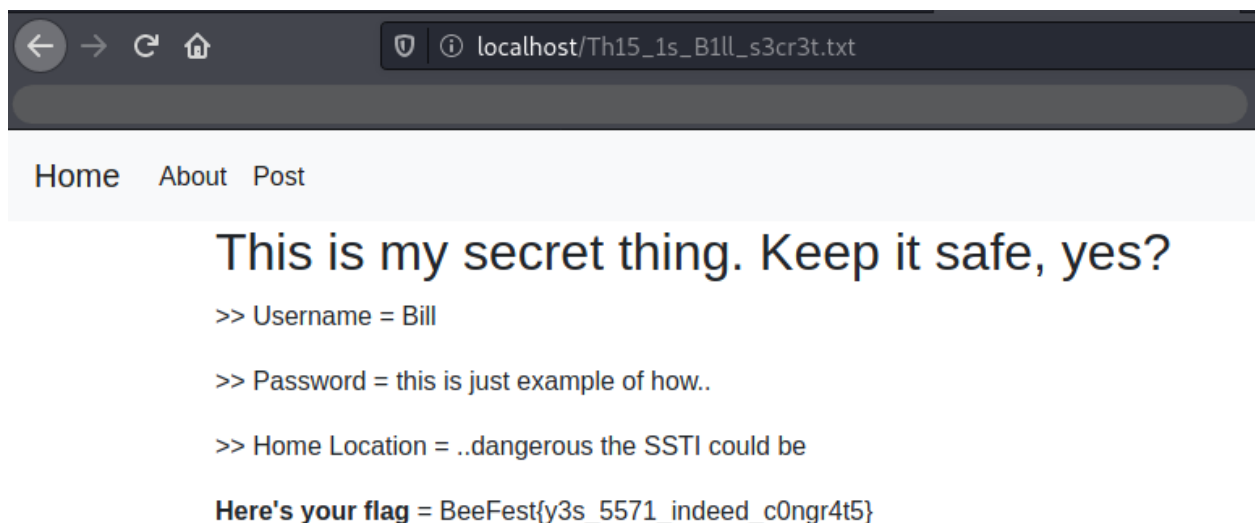 localhost/Th15_1s_B1ll_s3cr3t.txt
Home About Post
This is my secret thing. Keep it safe, yes?
>> Username = Bill
>> Password = this is just example of how..
>> Home Location = ..dangerous the SSTI could be
Here's your flag = BeeFest{y3s_5571_indeed_c0ngr4t5}